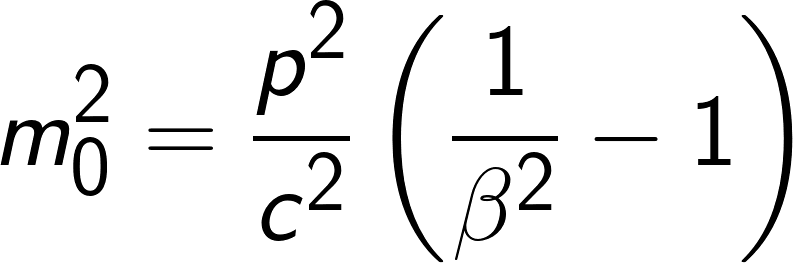 m_0^2 = \frac{p^2}{c^2} \left( \frac{1}{\beta^2} - 1 \right)